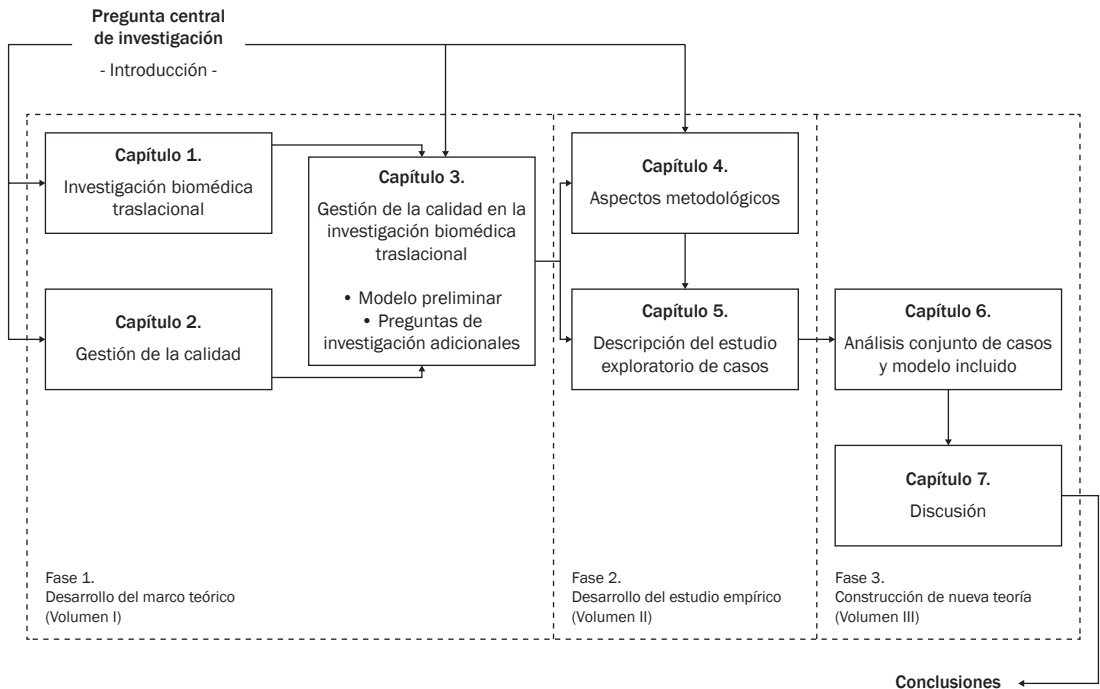 Pregunta central
de investigación
- Introducción -
Capítulo 1.
Investigación biomédica
traslacional
Capítulo 2.
Gestión de la calidad
Capítulo 3.
Gestión de la calidad en la
investigación biomédica
traslacional
• Modelo preliminar
• Preguntas de
investigación adicionales
Fase 1.
Desarrollo del marco teórico
(Volumen I)
Capítulo 4.
Aspectos metodológicos
Capítulo 5.
Descripción del estudio
exploratorio de casos
Fase 2.
Desarrollo del estudio empírico
(Volumen II)
Capítulo 6.
Análisis conjunto de casos
y modelo incluido
Capítulo 7.
Discusión
Fase 3.
Construcción de nueva teoría
(Volumen III)
Conclusiones